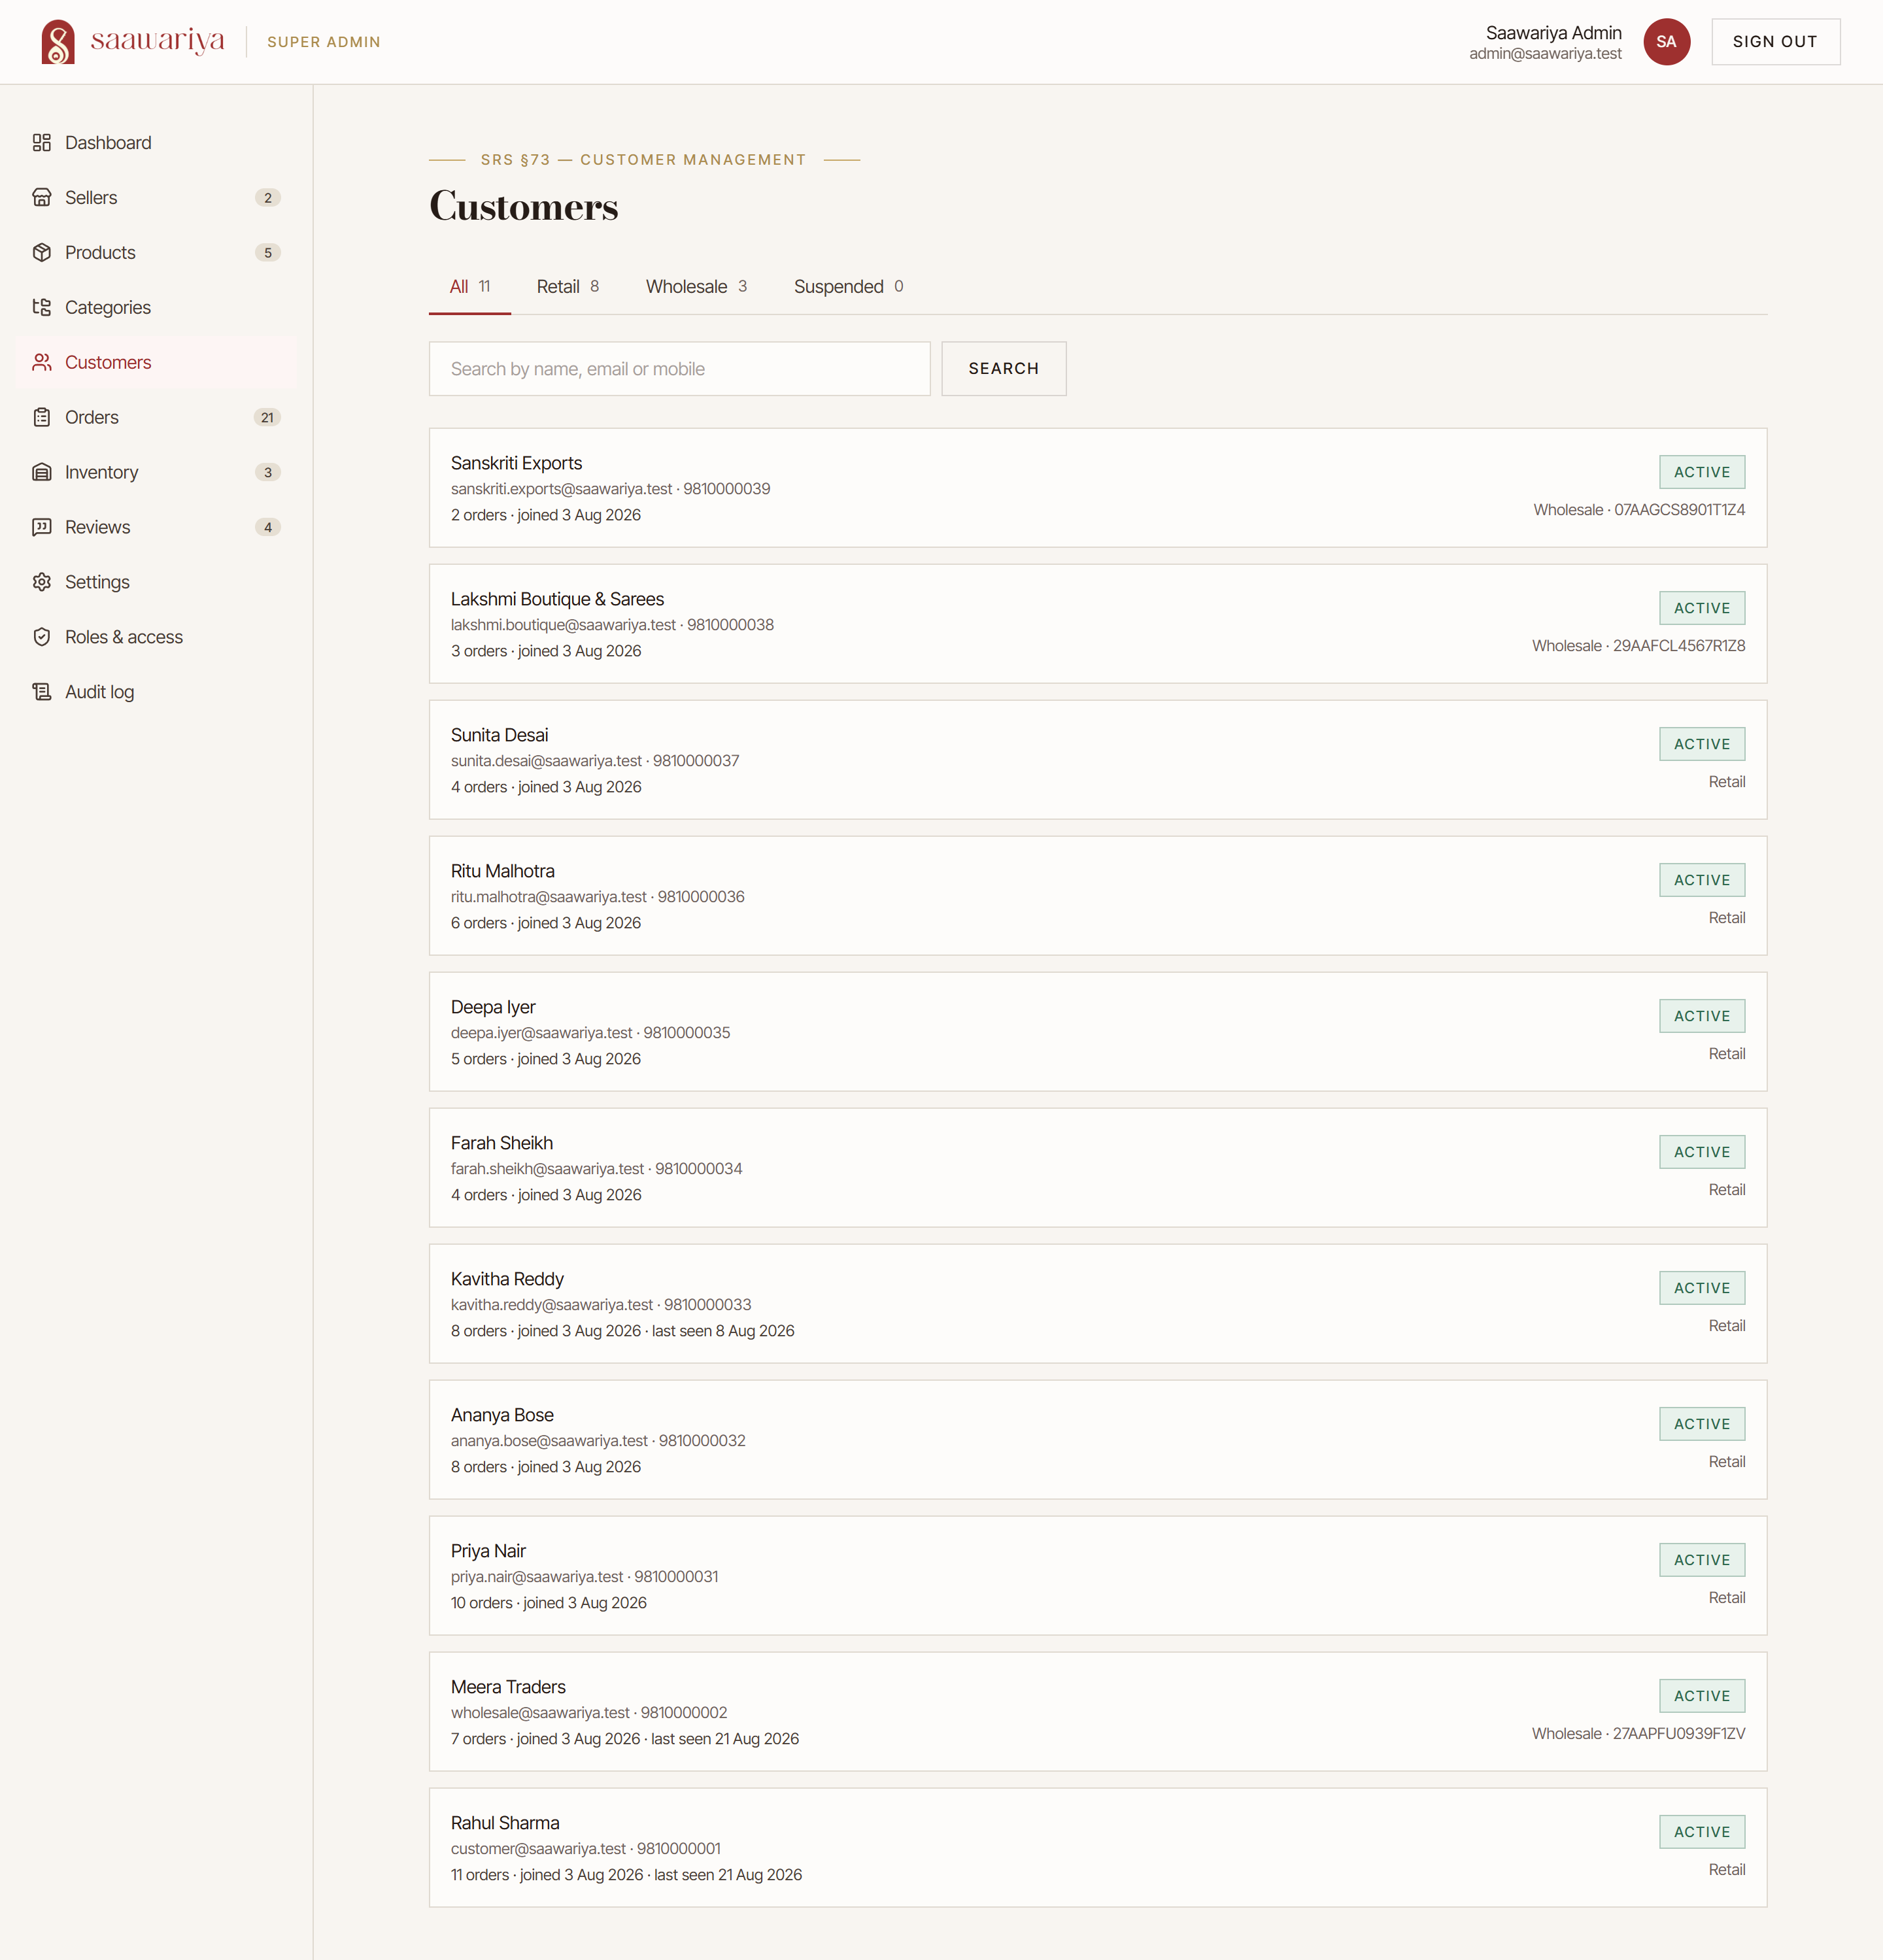 saawariya
SUPER ADMIN
Saawariya Admin
admin@saawariya.test
SA
SIGN OUT
Dashboard
Sellers 2
Products 5
Categories
Customers
Orders 21
Inventory 3
Reviews 4
Settings
Roles & access
Audit log
SRS §73 — CUSTOMER MANAGEMENT
Customers
All 11 Retail 8 Wholesale 3 Suspended 0
Search by name, email or mobile
SEARCH
Sanskriti Exports
sanskriti.exports@saawariya.test · 9810000039
2 orders · joined 3 Aug 2026
ACTIVE
Wholesale · 07AAGCS8901T1Z4
Lakshmi Boutique & Sarees
lakshmi.boutique@saawariya.test · 9810000038
3 orders · joined 3 Aug 2026
ACTIVE
Wholesale · 29AAFCL4567R1Z8
Sunita Desai
sunita.desai@saawariya.test · 9810000037
4 orders · joined 3 Aug 2026
ACTIVE
Retail
Ritu Malhotra
ritu.malhotra@saawariya.test · 9810000036
6 orders · joined 3 Aug 2026
ACTIVE
Retail
Deepa Iyer
deepa.iyer@saawariya.test · 9810000035
5 orders · joined 3 Aug 2026
ACTIVE
Retail
Farah Sheikh
farah.sheikh@saawariya.test · 9810000034
4 orders · joined 3 Aug 2026
ACTIVE
Retail
Kavitha Reddy
kavitha.reddy@saawariya.test · 9810000033
8 orders · joined 3 Aug 2026 · last seen 8 Aug 2026
ACTIVE
Retail
Ananya Bose
ananya.bose@saawariya.test · 9810000032
8 orders · joined 3 Aug 2026
ACTIVE
Retail
Priya Nair
priya.nair@saawariya.test · 9810000031
10 orders · joined 3 Aug 2026
ACTIVE
Retail
Meera Traders
wholesale@saawariya.test · 9810000002
7 orders · joined 3 Aug 2026 · last seen 21 Aug 2026
ACTIVE
Wholesale · 27AAPFU0939F1ZV
Rahul Sharma
customer@saawariya.test · 9810000001
11 orders · joined 3 Aug 2026 · last seen 21 Aug 2026
ACTIVE
Retail